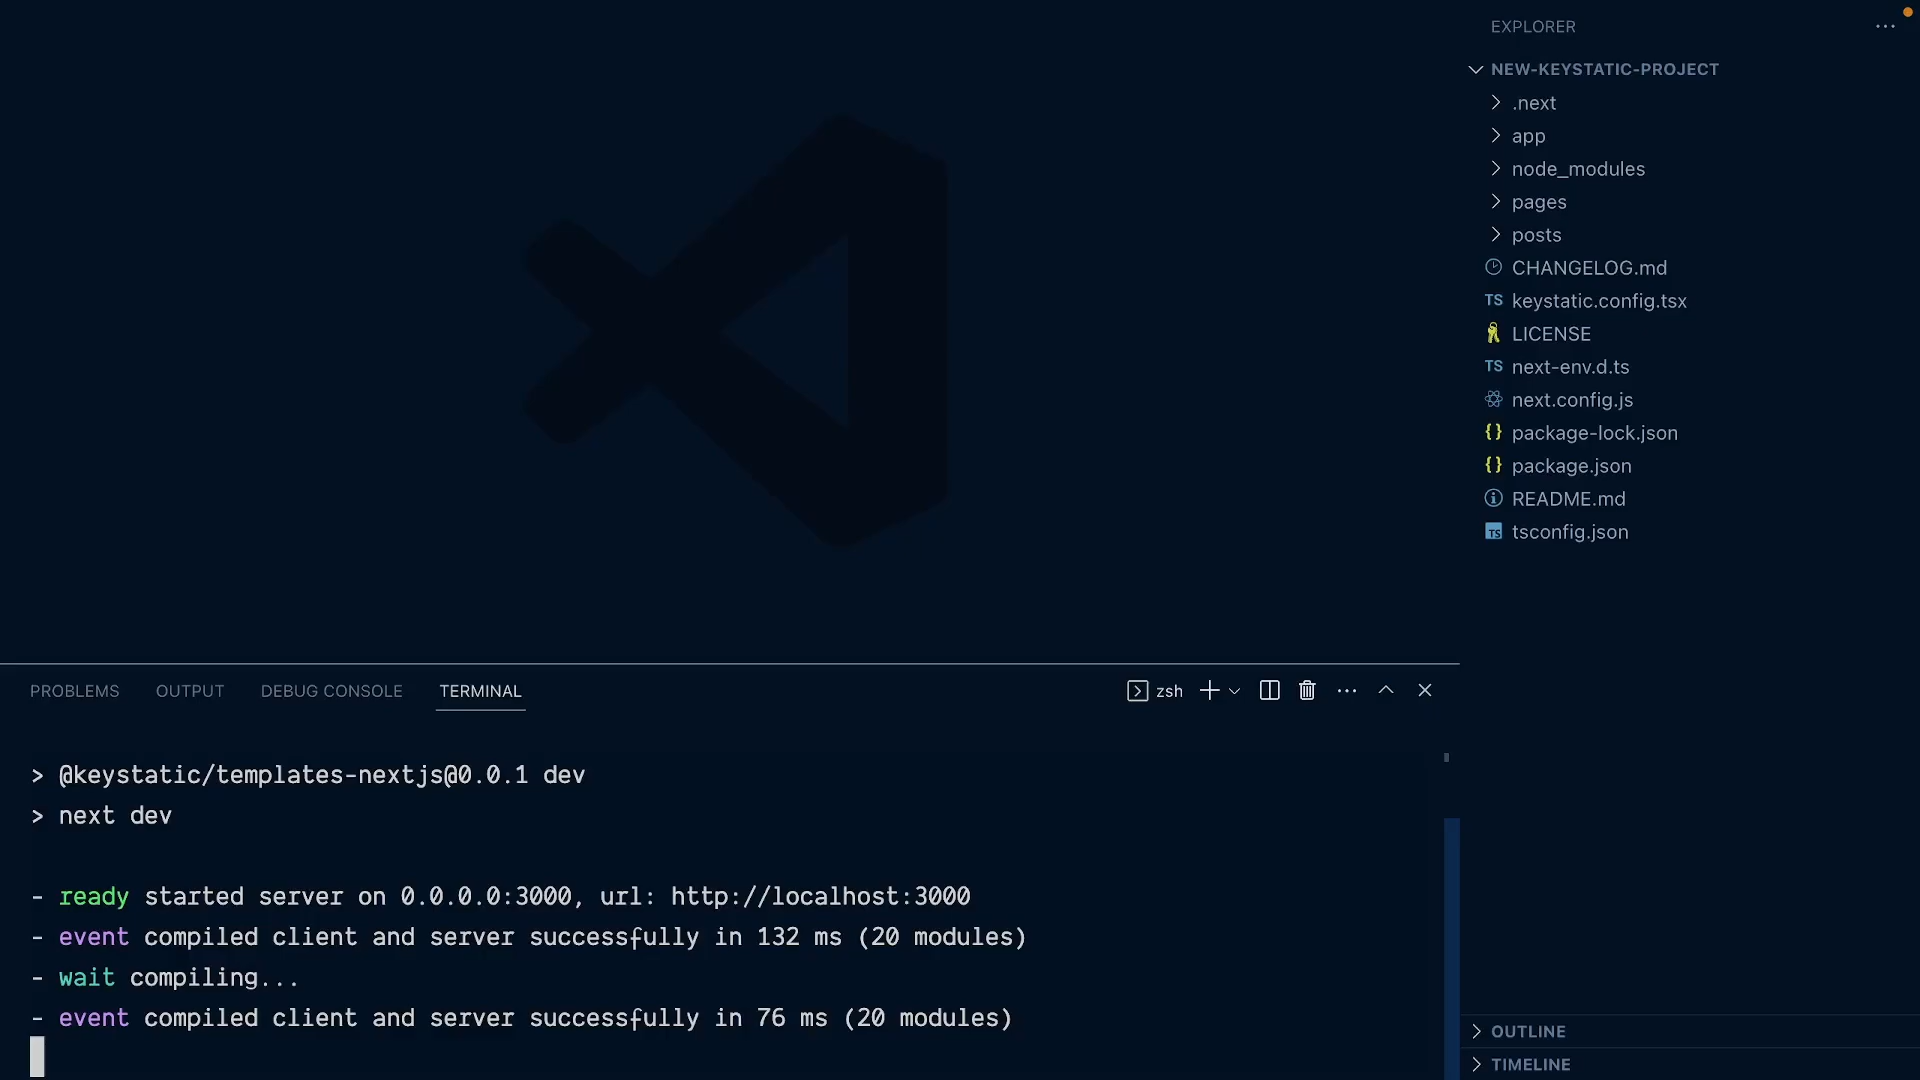 EXPLORER
NEW-KEYSTATIC-PROJECT
.next
app
node_modules
pages
posts
CHANGELOG.md
TS keystatic.config.tsx
LICENSE
TS next-env.d.ts
next.config.js
{} package-lock.json
{} package.json
README.md
TS tsconfig.json
PROBLEMS OUTPUT DEBUG CONSOLE TERMINAL zsh
> @keystatic/templates-nextjs@0.0.1 dev
> next dev
- ready started server on 0.0.0.0:3000, url: http://localhost:3000
- event compiled client and server successfully in 132 ms (20 modules)
- wait compiling...
- event compiled client and server successfully in 76 ms (20 modules)
OUTLINE
TIMELINE